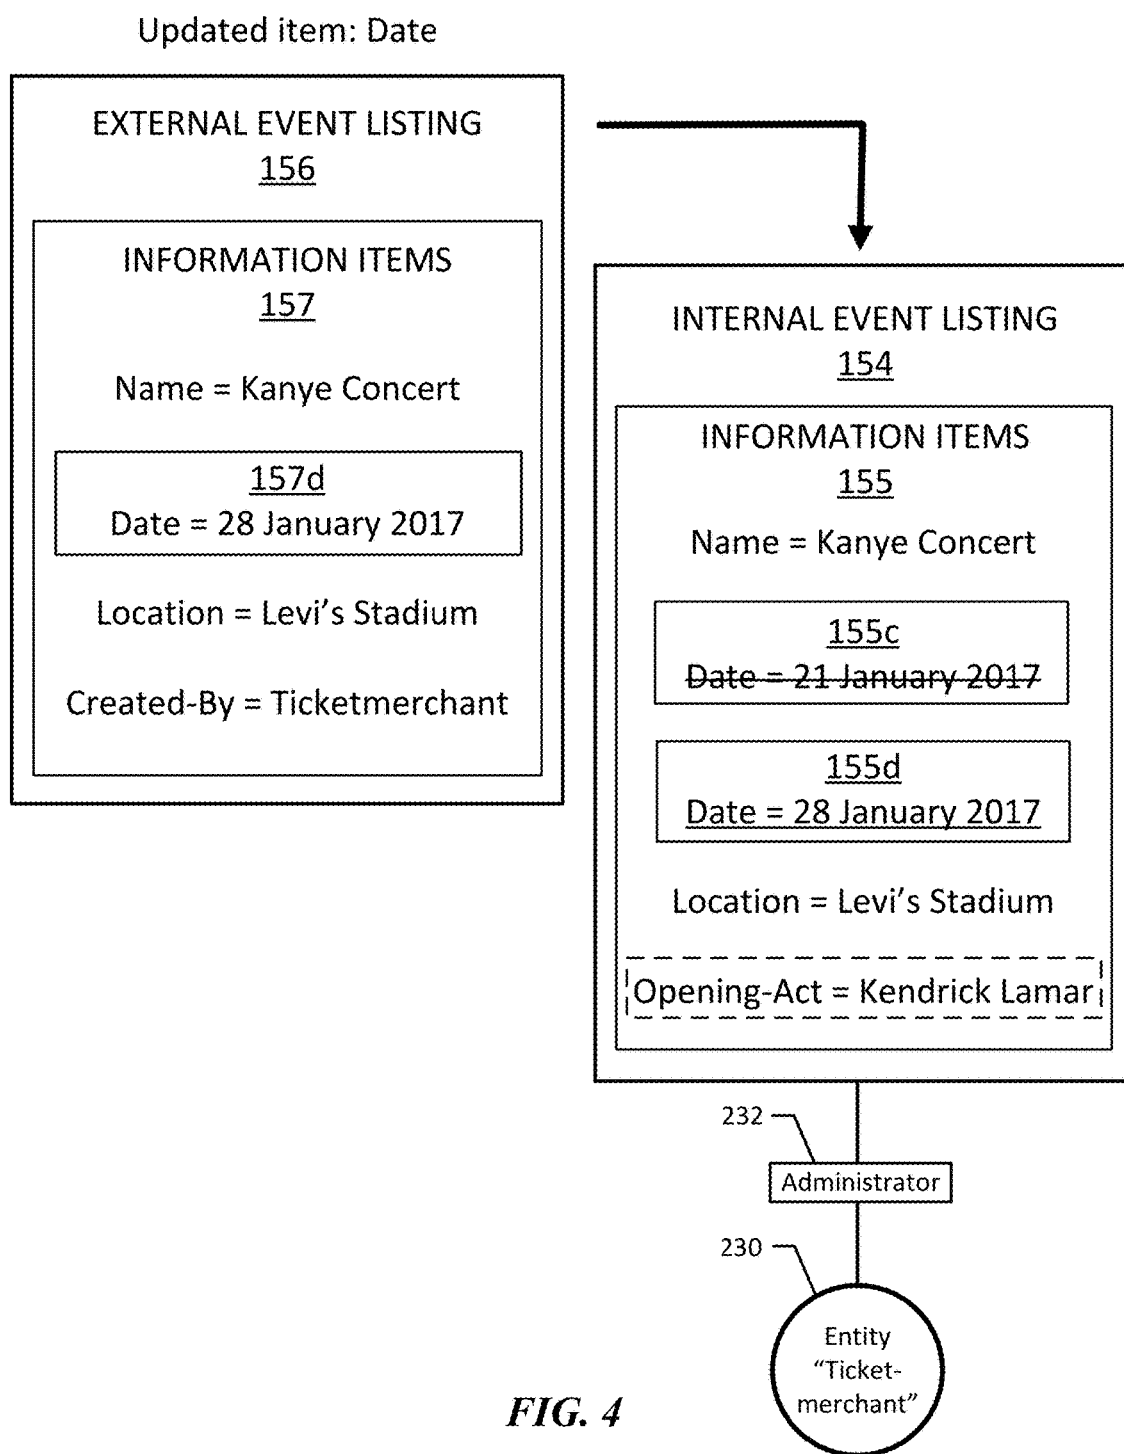 Updated item: Date
EXTERNAL EVENT LISTING
156
INFORMATION ITEMS
157
Name = Kanye Concert
157d
Date = 28 January 2017
Location = Levi's Stadium
Created-By = Ticketmerchant
INTERNAL EVENT LISTING
154
INFORMATION ITEMS
155
Name = Kanye Concert
155c
Date = 21 January 2017
155d
Date = 28 January 2017
Location = Levi's Stadium
Opening-Act = Kendrick Lamar
232
Administrator
230
Entity
"Ticket-
merchant"
FIG. 4